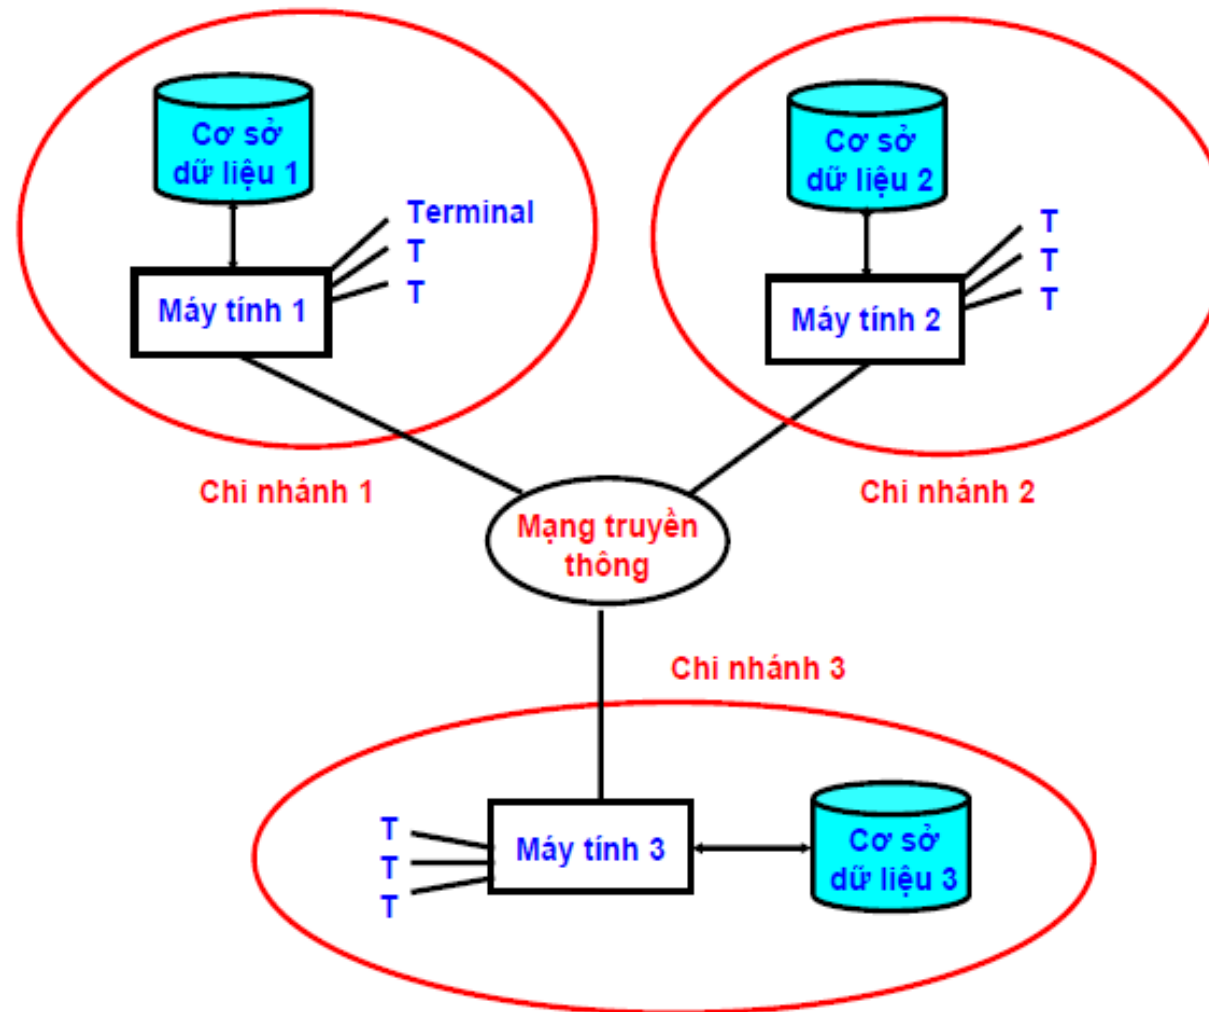 Cơ sở
dữ liệu 1
Terminal
T
T
Máy tính 1
Chi nhánh 1
Cơ sở
dữ liệu 2
T
T
T
Máy tính 2
Chi nhánh 2
Mạng truyền
thông
Chi nhánh 3
T
T
T
Máy tính 3
Cơ sở
dữ liệu 3